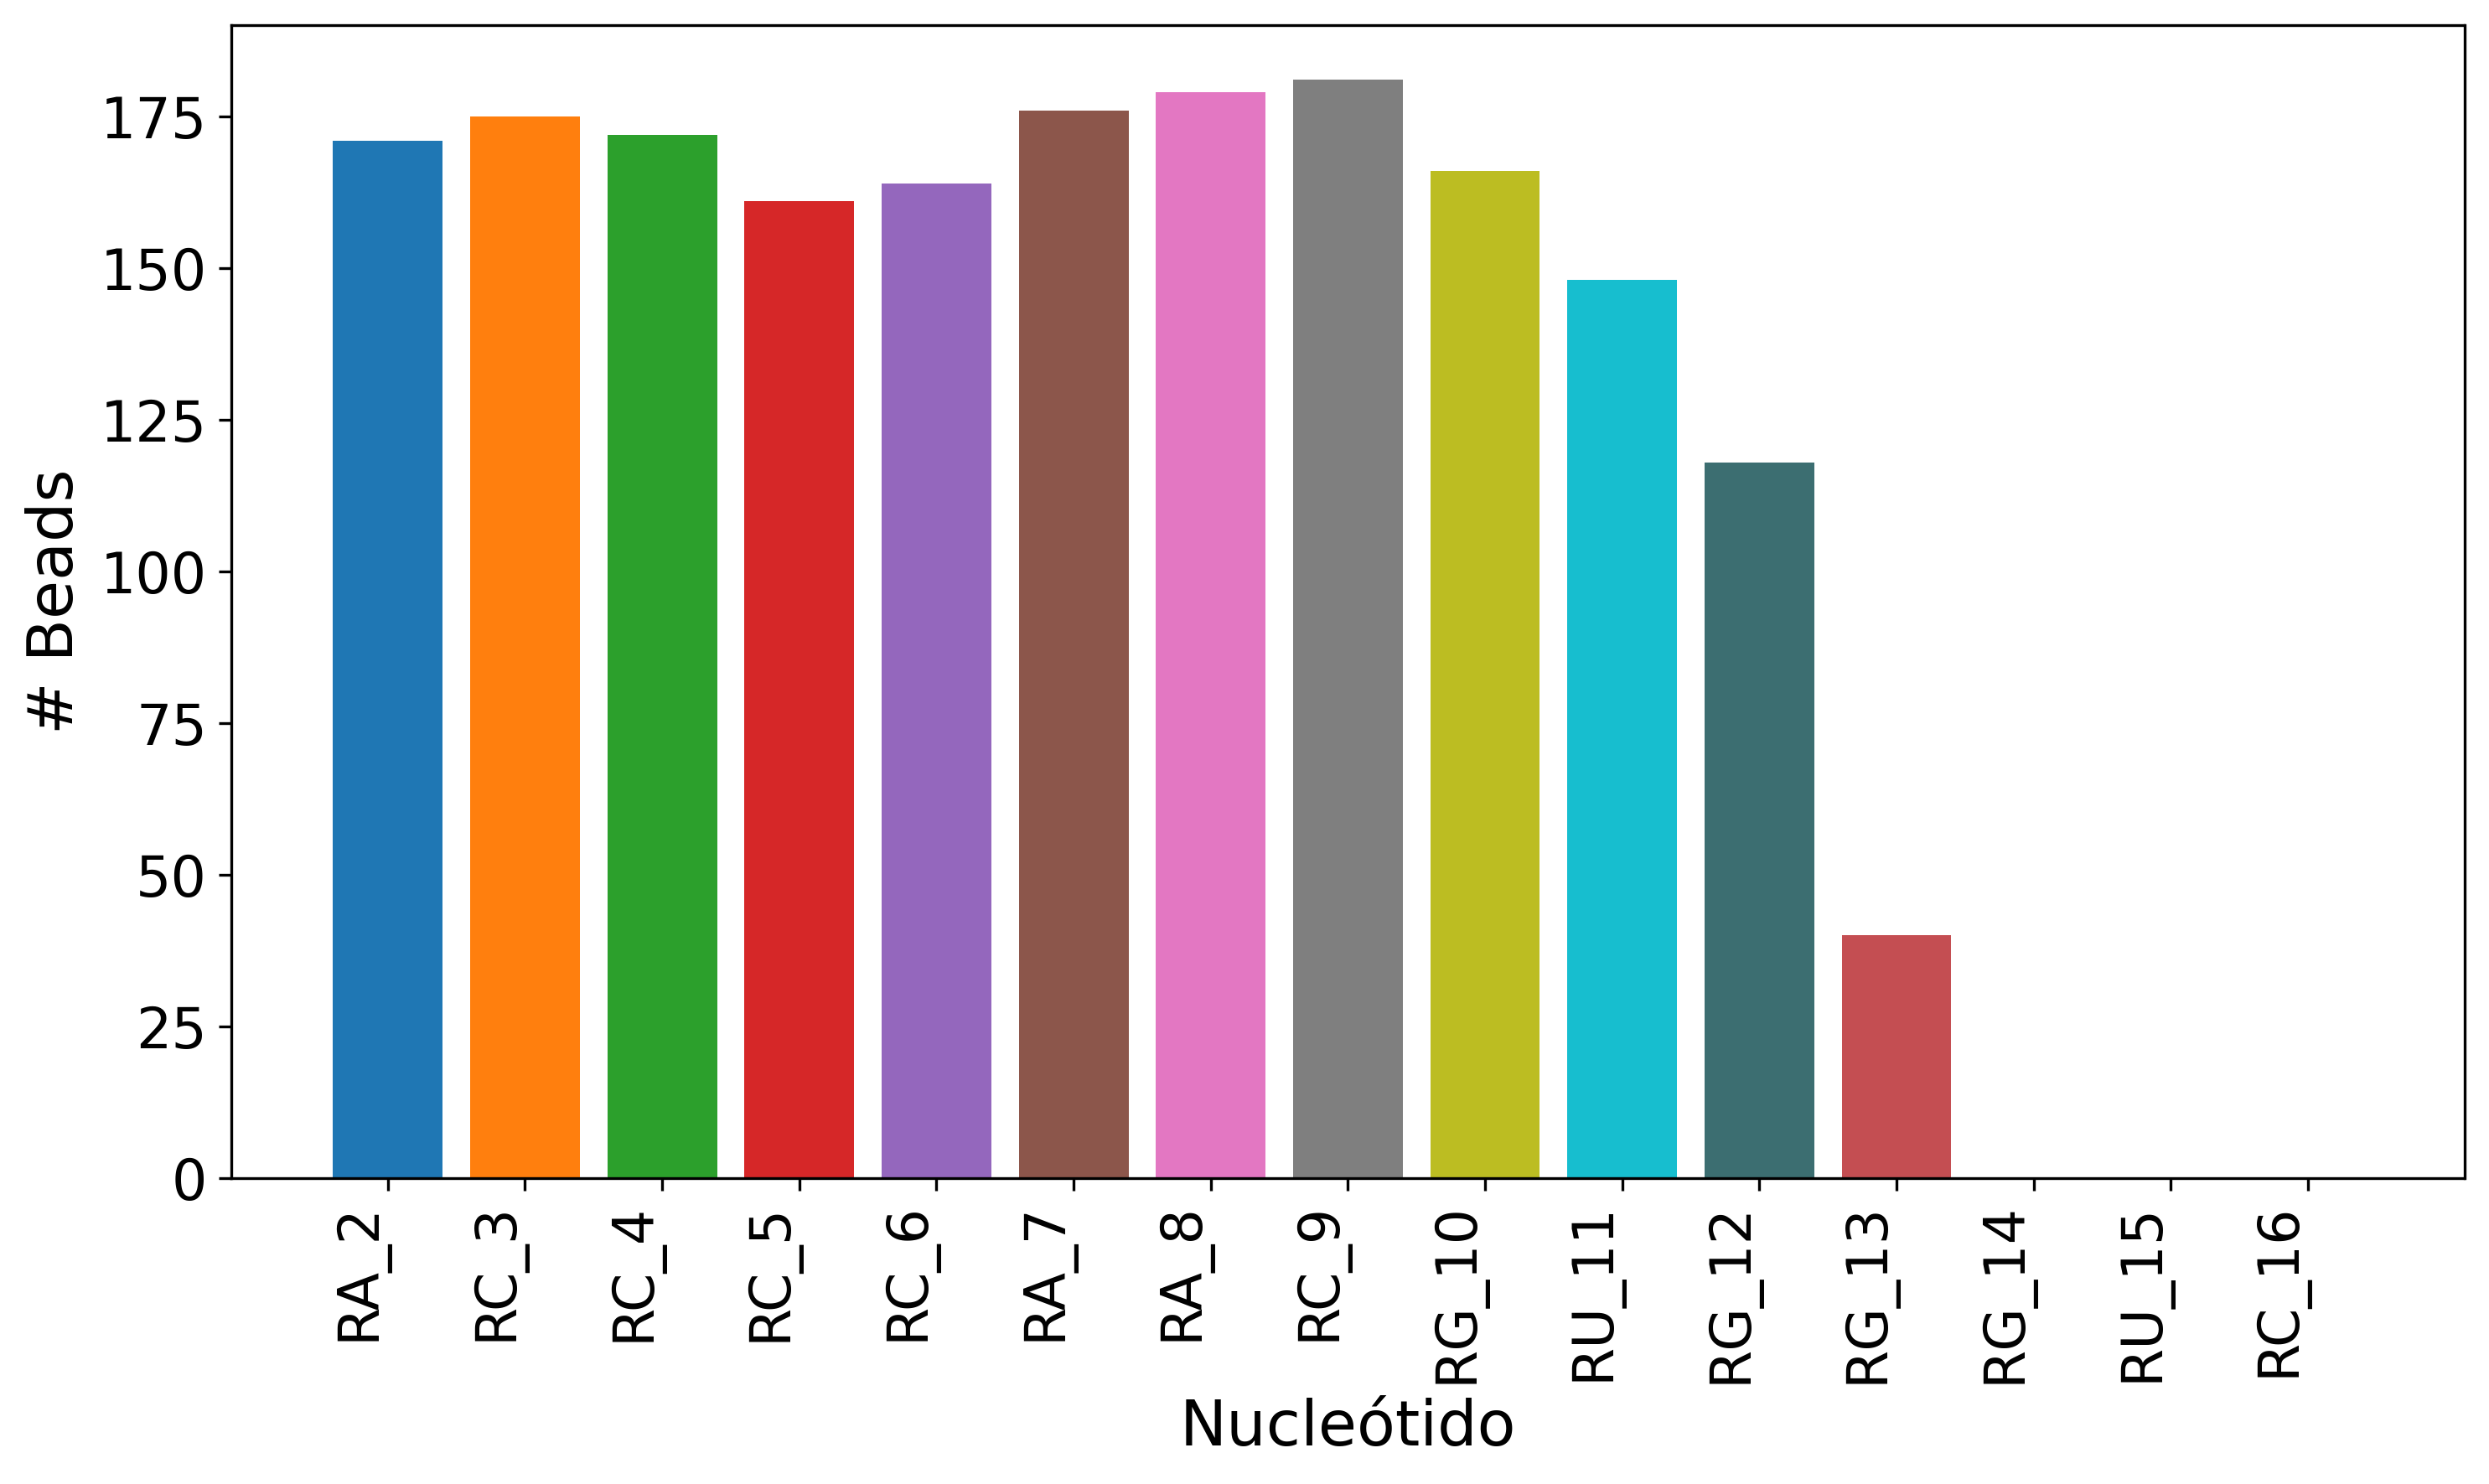 # Beads
175
150
125
100
75
50
25
0
RA_2
RC_3
RC_4
RC_5
RC_6
RA_7
RA_8
RC_9
RG_10
RU_11
RG_12
RG_13
RG_14
RU_15
RC_16
Nucleótido